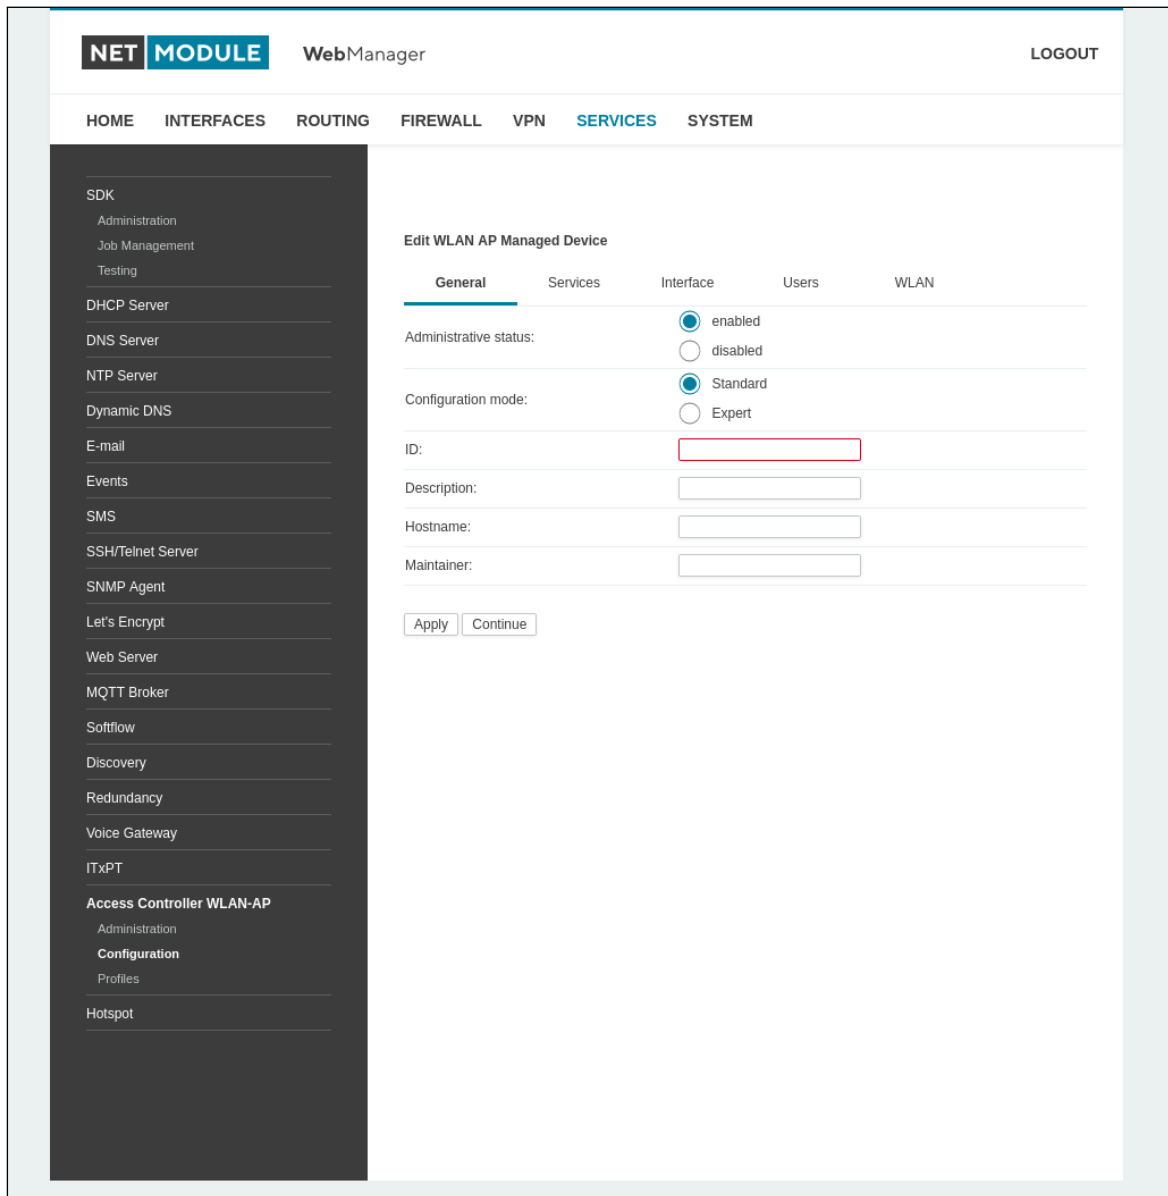 NET MODULE WebManager LOGOUT
HOME INTERFACES ROUTING FIREWALL VPN SERVICES SYSTEM
SDK
Administration
Job Management
Testing
DHCP Server
DNS Server
NTP Server
Dynamic DNS
E-mail
Events
SMS
SSH/Telnet Server
SNMP Agent
Let's Encrypt
Web Server
MQTT Broker
Softflow
Discovery
Redundancy
Voice Gateway
ITxPT
Access Controller WLAN-AP
Administration
Configuration
Profiles
Hotspot
Edit WLAN AP Managed Device
General Services Interface Users WLAN
Administrative status:
enabled
disabled
Configuration mode:
Standard
Expert
ID:
Description:
Hostname:
Maintainer:
Apply Continue